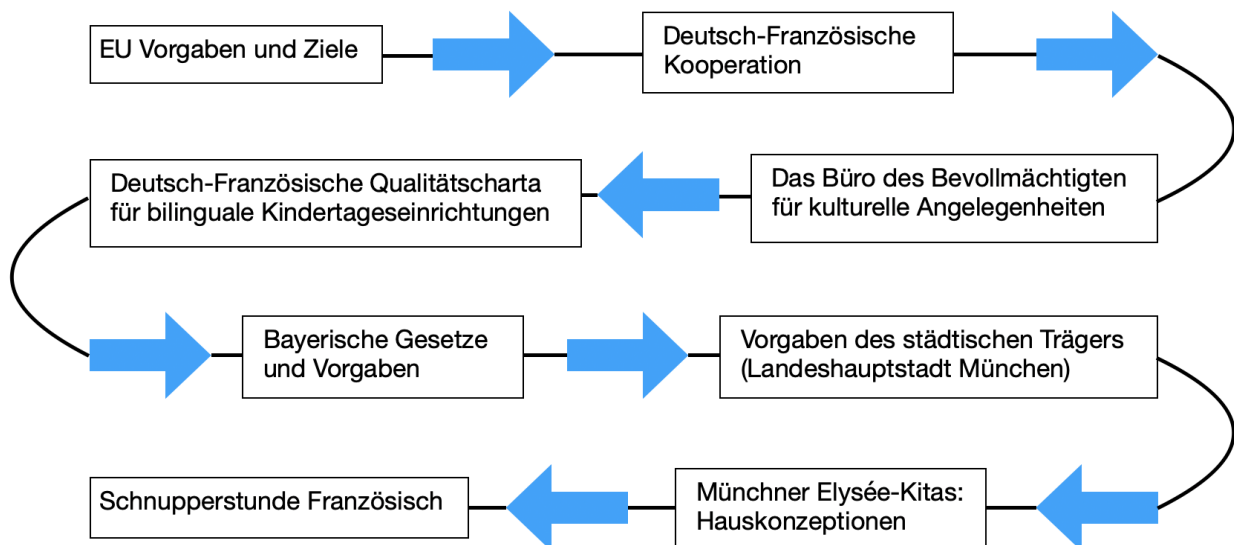 EU Vorgaben und Ziele
Deutsch-Französische
Kooperation
Das Büro des Bevollmächtigten
für kulturelle Angelegenheiten
Deutsch-Französische Qualitätscharta
für bilinguale Kindertageseinrichtungen
Bayerische Gesetze
und Vorgaben
Vorgaben des städtischen Trägers
(Landeshauptstadt München)
Münchner Elysée-Kitas:
Hauskonzeptionen
Schnupperstunde Französisch